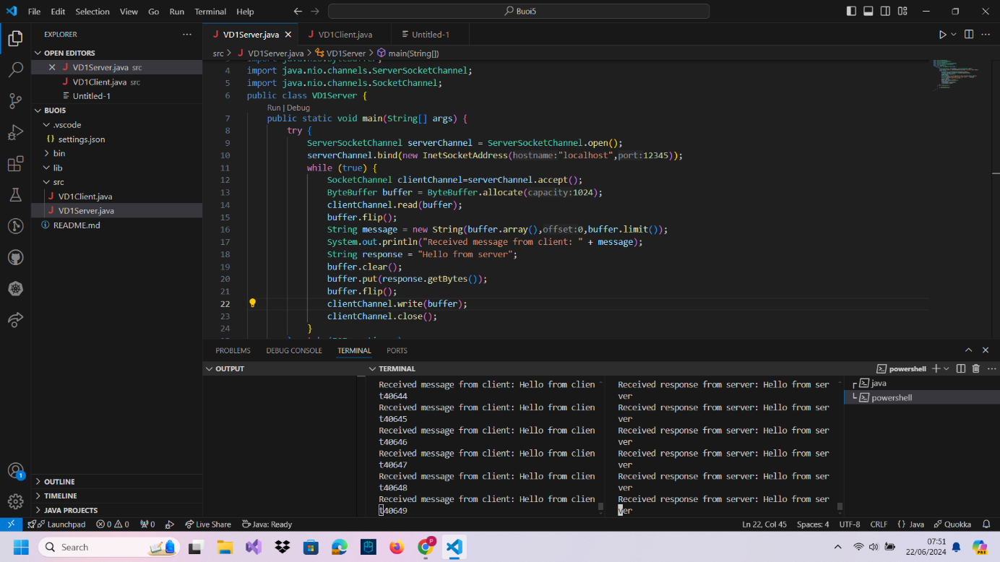 File Edit Selection View Go Run Terminal Help
Buoi5
EXPLORER
OPEN EDITORS
VD1Server.java src
VD1Client.java src
Untitled-1
BUOI5
.vscode
{} settings.json
bin
lib
src
VD1Client.java
VD1Server.java
README.md
OUTLINE
TIMELINE
JAVA PROJECTS
VD1Server.java VD1Client.java Untitled-1
src > VD1Server.java > VD1Server > main(String[])
4 import java.nio.channels.ServerSocketChannel;
5 import java.nio.channels.SocketChannel;
6 public class VD1Server {
Run | Debug
7 public static void main(String[] args) {
8 try {
9 ServerSocketChannel serverChannel = ServerSocketChannel.open();
10 serverChannel.bind(new InetSocketAddress(hostname:"localhost",port:12345));
11 while (true) {
12 SocketChannel clientChannel=serverChannel.accept();
13 ByteBuffer buffer = ByteBuffer.allocate(capacity:1024);
14 clientChannel.read(buffer);
15 buffer.flip();
16 String message = new String(buffer.array(),offset:0,buffer.limit());
17 System.out.println("Received message from client: " + message);
18 String response = "Hello from server";
19 buffer.clear();
20 buffer.put(response.getBytes());
21 buffer.flip();
22 clientChannel.write(buffer);
23 clientChannel.close();
24 }
PROBLEMS DEBUG CONSOLE TERMINAL PORTS
OUTPUT
TERMINAL
powershell
Received message from client: Hello from clien
t40644
Received message from client: Hello from clien
t40645
Received message from client: Hello from clien
t40646
Received message from client: Hello from clien
t40647
Received message from client: Hello from clien
t40648
Received message from client: Hello from clien
t40649
Received response from server: Hello from ser
ver
Received response from server: Hello from ser
ver
Received response from server: Hello from ser
ver
Received response from server: Hello from ser
ver
Received response from server: Hello from ser
ver
Received response from server: Hello from ser
ver
java
powershell
Launchpad 0 0 0 Live Share Java: Ready
Ln 22, Col 45 Spaces: 4 UTF-8 CRLF {} Java Quokka
1
Search
P
PRE
07:51
22/06/2024